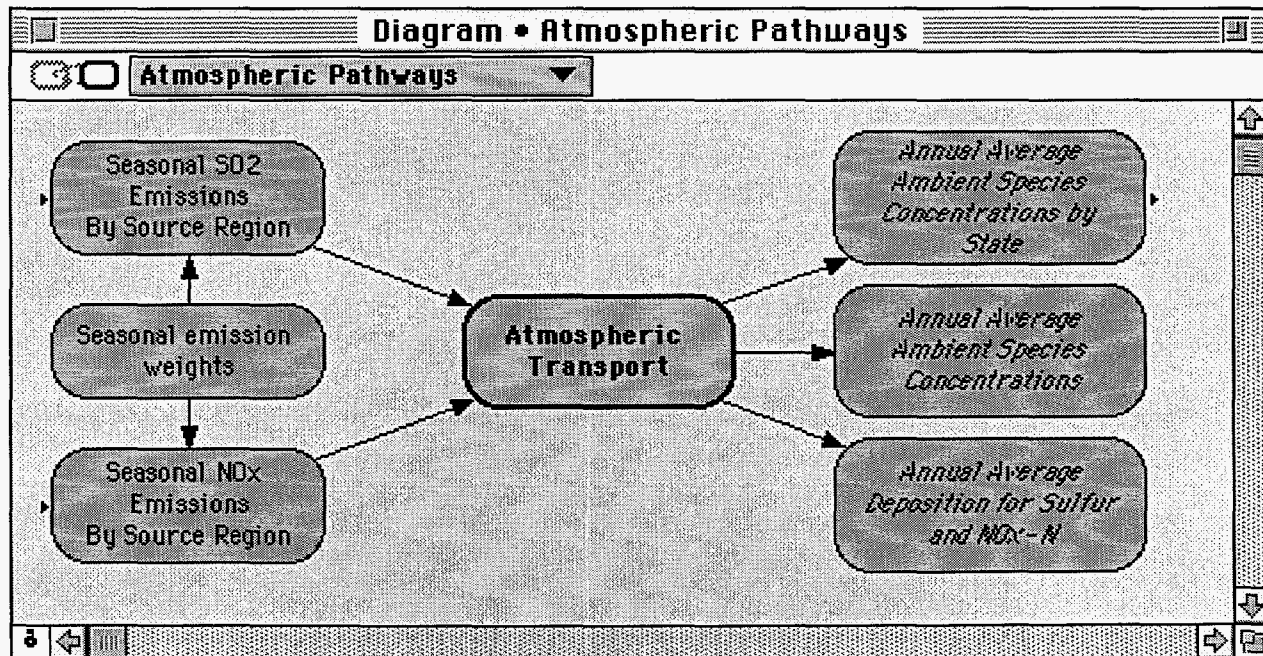 Diagram • Atmospheric Pathways
Atmospheric Pathways
Seasonal SO2
Emissions
By Source Region
Seasonal emission
weights
Seasonal NOx
Emissions
By Source Region
Atmospheric
Transport
Annual Average
Ambient Species
Concentrations by
State
Annual Average
Ambient Species
Concentrations
Annual Average
Deposition for Sulfur
and NOx-N